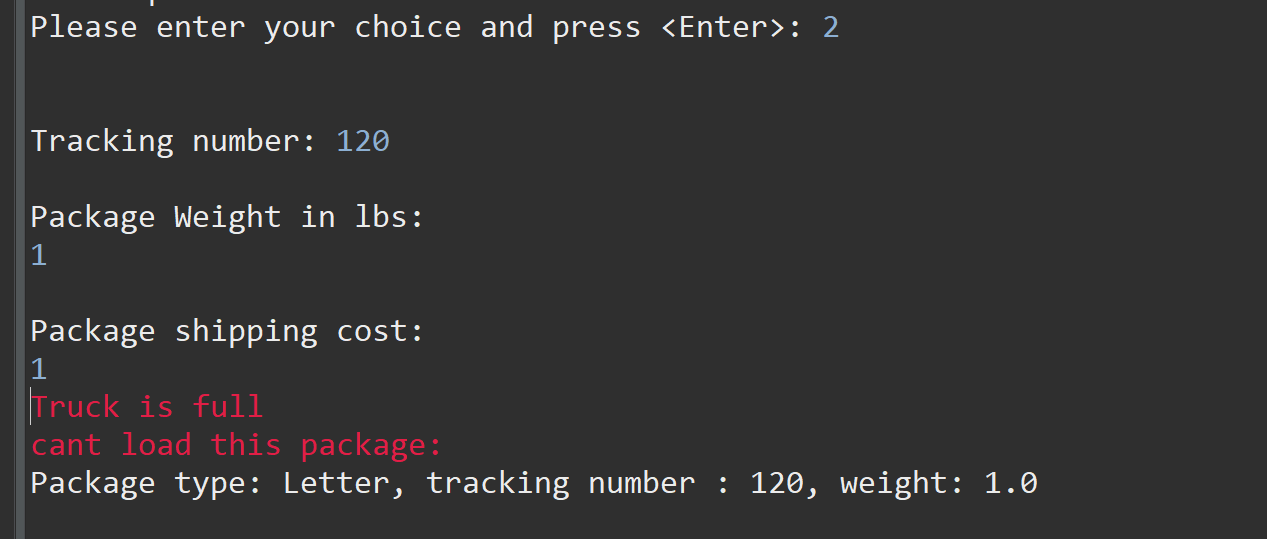 Please enter your choice and press <Enter>: 2
Tracking number: 120
Package Weight in lbs:
1
Package shipping cost:
1
Truck is full
cant load this package:
Package type: Letter, tracking number : 120, weight: 1.0